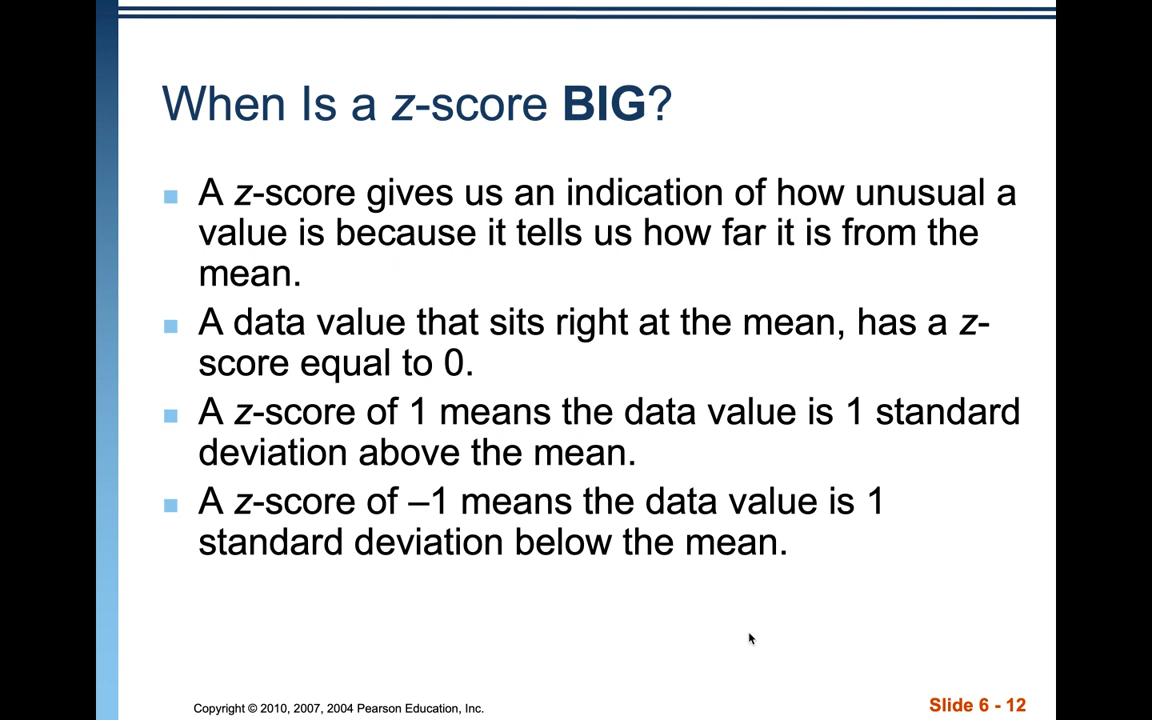 When Is a z-score BIG?
A z-score gives us an indication of how unusual a
value is because it tells us how far it is from the
mean.
A data value that sits right at the mean, has a z-
score equal to 0.
A z-score of 1 means the data value is 1 standard
deviation above the mean.
A z-score of –1 means the data value is 1
standard deviation below the mean.
Copyright © 2010, 2007, 2004 Pearson Education, Inc.
Slide 6 - 12